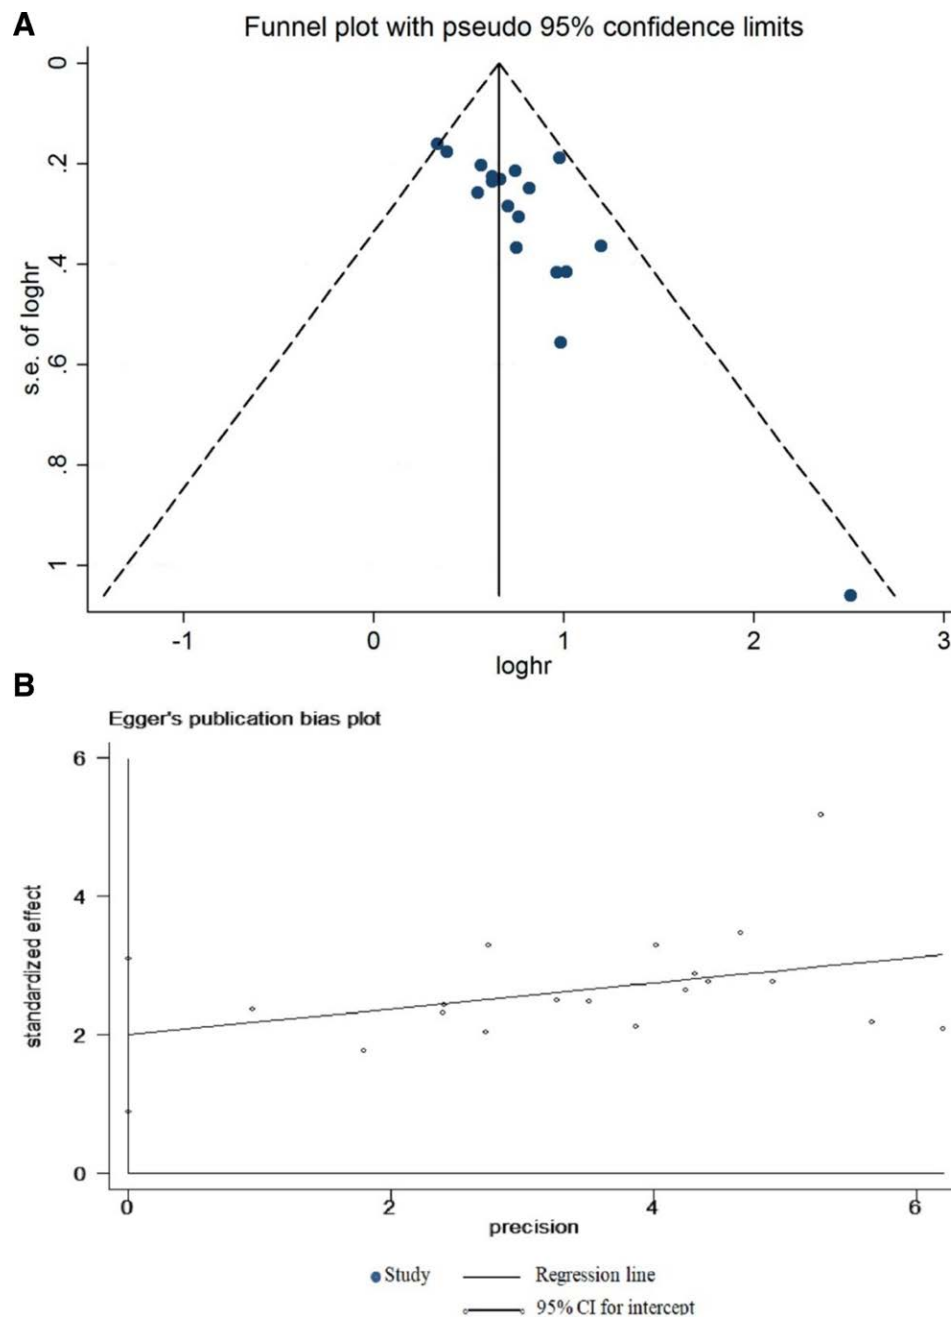 A
Funnel plot with pseudo 95% confidence limits
0
.2
.4
.6
.8
1
s.e. of loghr
-1
0
1
2
3
loghr
B
Egger's publication bias plot
6
4
2
0
standardized effect
0
2
4
6
precision
Study
Regression line
95% CI for intercept